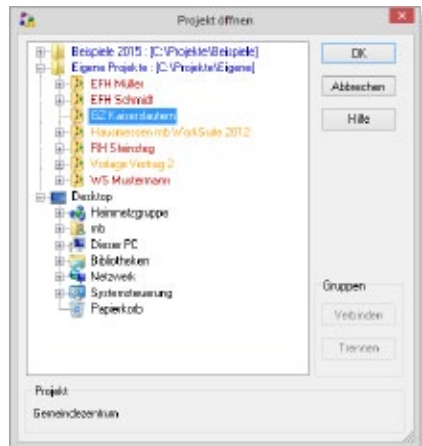 Projekt öffnen
Beispiele 2015 : [C:\Projekte\Beispiele]
Eigene Projekte : [C:\Projekte\Eigene]
EFH Müller
EFH Schmidt
GZ Kaiserslautern
Hausmessen mb WorkSuite 2012
RH Steinsteg
Vorlage Vortrag 2
WS Mustermann
Desktop
Heimnetzgruppe
mb
Dieser PC
Bibliotheken
Netzwerk
Systemsteuerung
Papierkorb
OK
Abbrechen
Hilfe
Gruppen
Verbinden
Trennen
Projekt
Gemeindezentrum